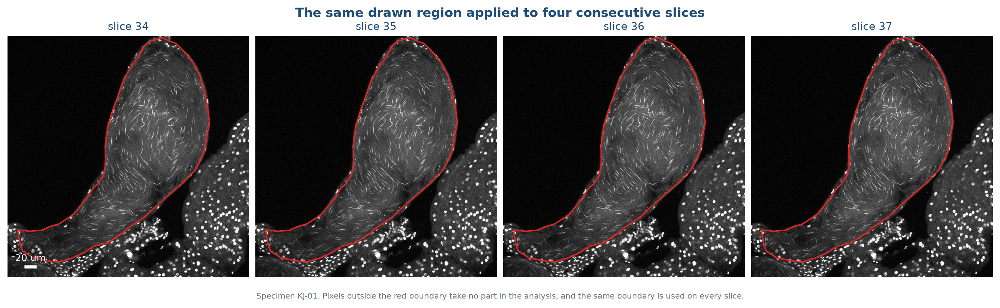 The same drawn region applied to four consecutive slices
slice 34
slice 35
slice 36
slice 37
20 um
Specimen KJ-01. Pixels outside the red boundary take no part in the analysis, and the same boundary is used on every slice.